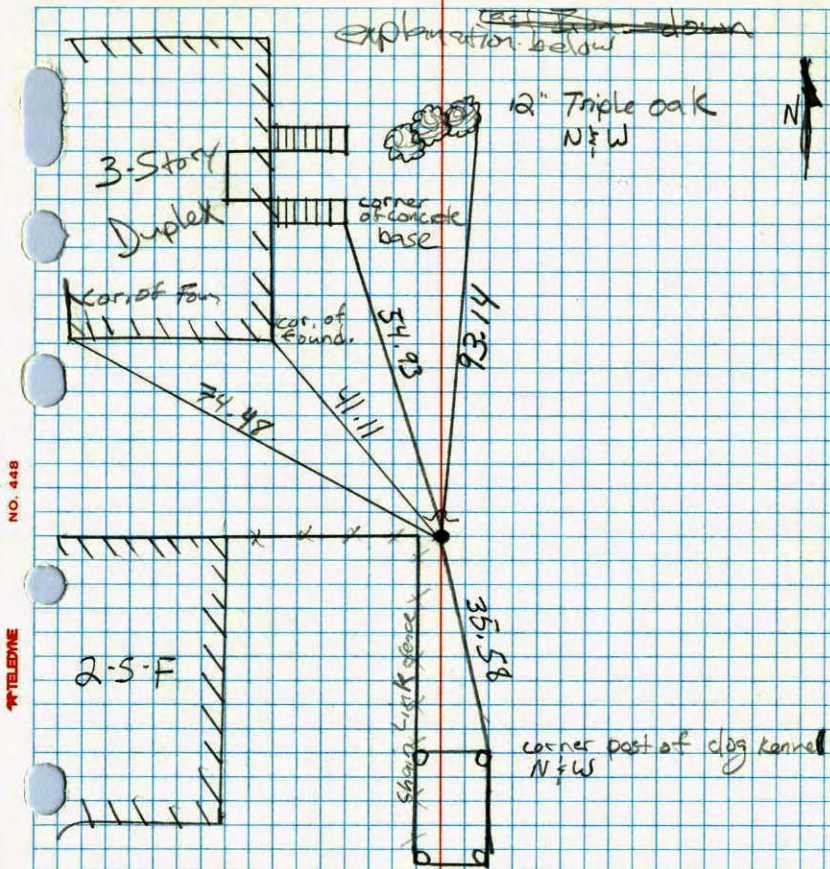 explanation below
down
12" Triple oak
N & W
N
3-Story
Duplex
corner
of concrete
base
cor. of Foun
cor. of
Found.
54.93
93.14
74.48
41.11
NO. 448
TELEDYNE
2-S-F
Link fence
35.58
corner post of dog kennel
N & W